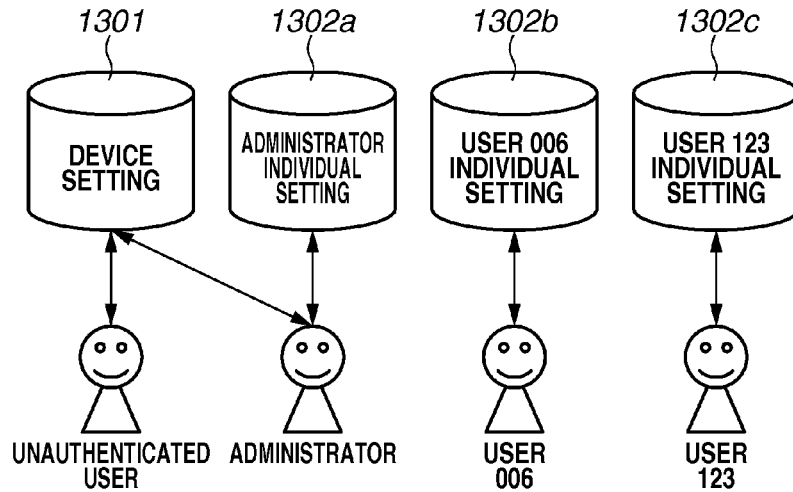 1301 1302a 1302b 1302c
DEVICE
SETTING
ADMINISTRATOR
INDIVIDUAL
SETTING
USER 006
INDIVIDUAL
SETTING
USER 123
INDIVIDUAL
SETTING
UNAUTHENTICATED
USER
ADMINISTRATOR
USER
006
USER
123